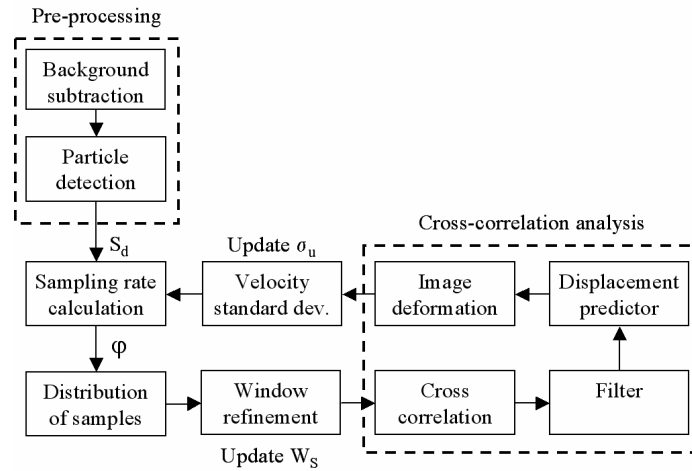 Pre-processing
Background
subtraction
Particle
detection
S_d
Cross-correlation analysis
Update σ_u
Sampling rate
calculation
Velocity
standard dev.
Image
deformation
Displacement
predictor
φ
Distribution
of samples
Window
refinement
Cross
correlation
Filter
Update W_S